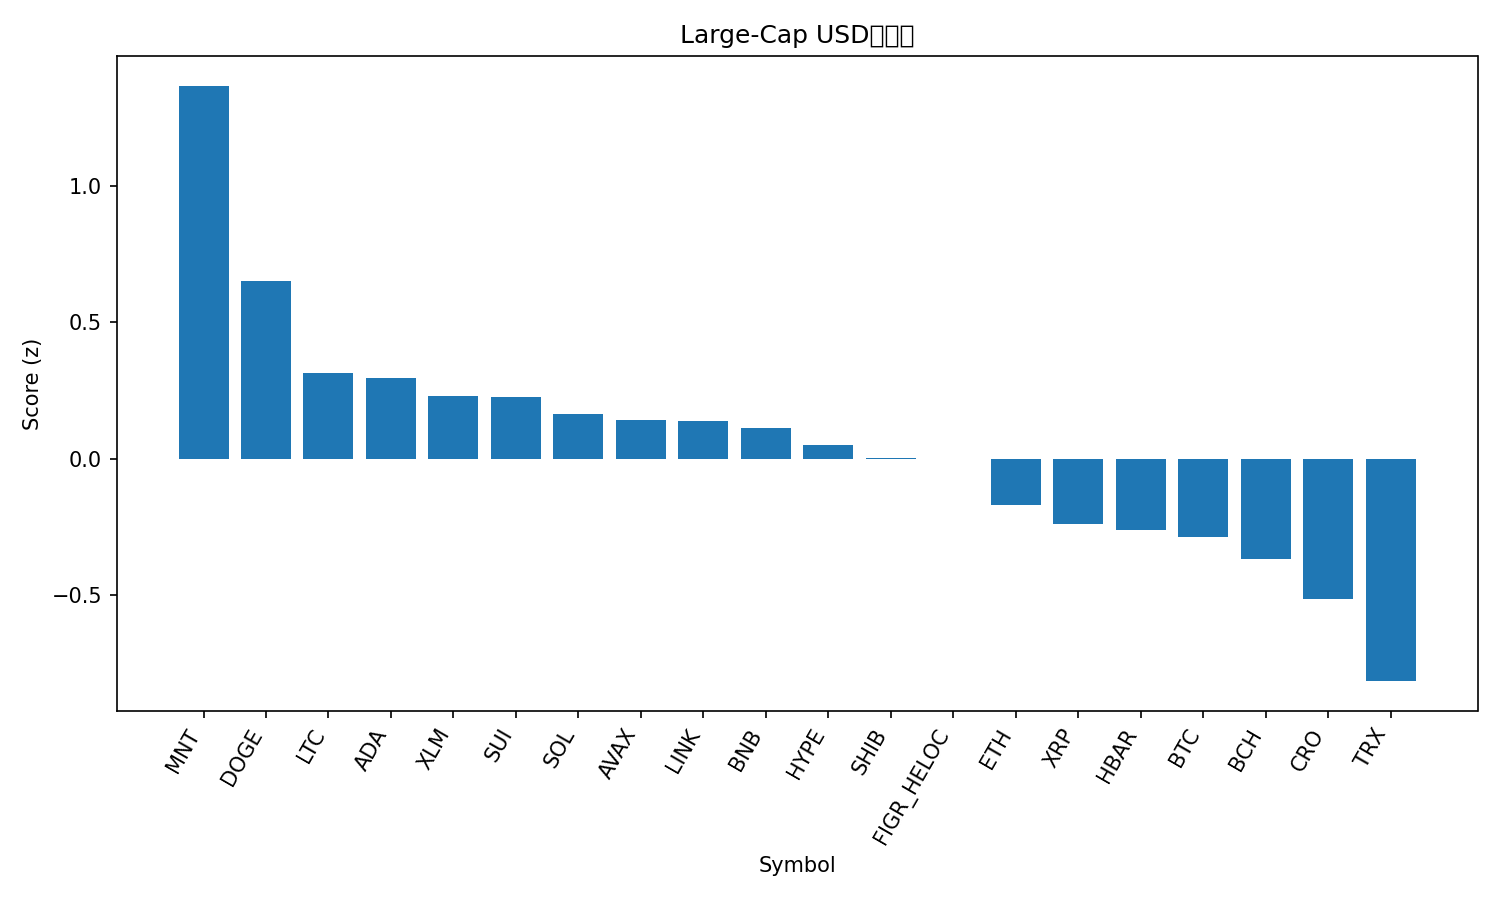 Large-Cap USD
Score (z)
1.0
0.5
0.0
−0.5
MNT
DOGE
LTC
ADA
XLM
SUI
SOL
AVAX
LINK
BNB
HYPE
SHIB
FIGR_HELOC
ETH
XRP
HBAR
BTC
BCH
CRO
TRX
Symbol